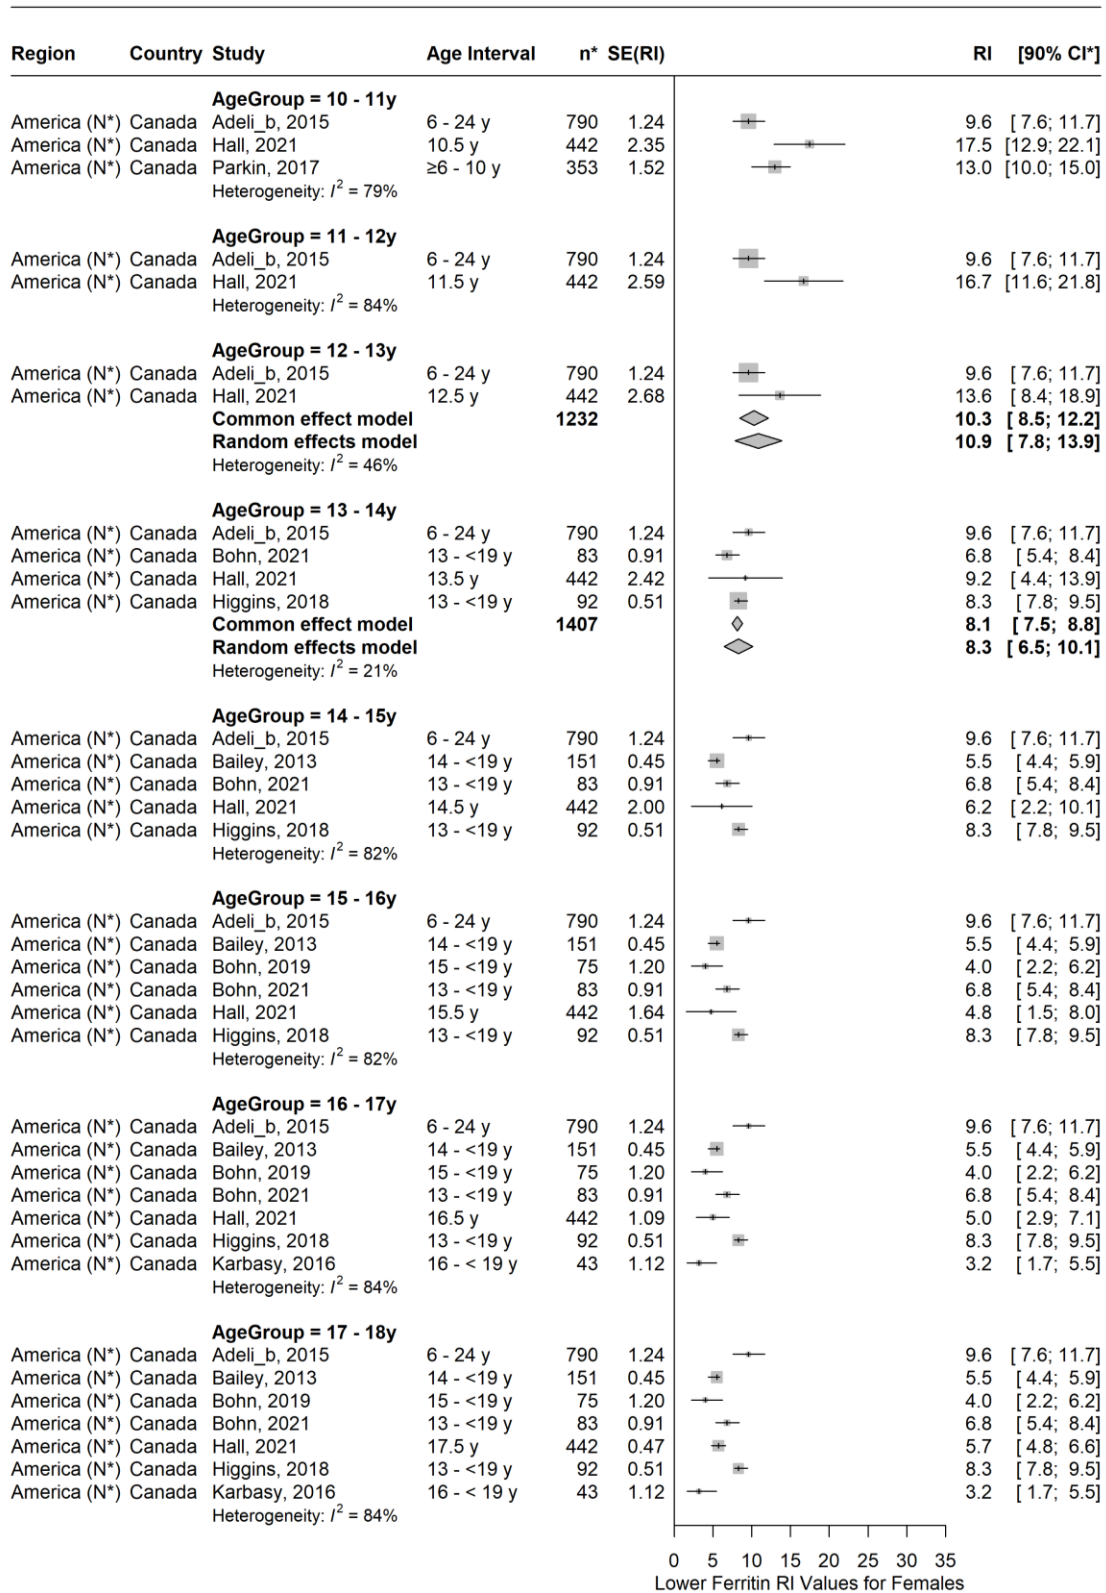 Region Country Study Age Interval n* SE(RI) RI [90% CI*]
AgeGroup = 10 - 11y
America (N*) Canada Adeli_b, 2015 6 - 24 y 790 1.24 9.6 [ 7.6; 11.7]
America (N*) Canada Hall, 2021 10.5 y 442 2.35 17.5 [12.9; 22.1]
America (N*) Canada Parkin, 2017 ≥6 - 10 y 353 1.52 13.0 [10.0; 15.0]
Heterogeneity: I² = 79%
AgeGroup = 11 - 12y
America (N*) Canada Adeli_b, 2015 6 - 24 y 790 1.24 9.6 [ 7.6; 11.7]
America (N*) Canada Hall, 2021 11.5 y 442 2.59 16.7 [11.6; 21.8]
Heterogeneity: I² = 84%
AgeGroup = 12 - 13y
America (N*) Canada Adeli_b, 2015 6 - 24 y 790 1.24 9.6 [ 7.6; 11.7]
America (N*) Canada Hall, 2021 12.5 y 442 2.68 13.6 [ 8.4; 18.9]
Common effect model 1232 10.3 [ 8.5; 12.2]
Random effects model 10.9 [ 7.8; 13.9]
Heterogeneity: I² = 46%
AgeGroup = 13 - 14y
America (N*) Canada Adeli_b, 2015 6 - 24 y 790 1.24 9.6 [ 7.6; 11.7]
America (N*) Canada Bohn, 2021 13 - <19 y 83 0.91 6.8 [ 5.4; 8.4]
America (N*) Canada Hall, 2021 13.5 y 442 2.42 9.2 [ 4.4; 13.9]
America (N*) Canada Higgins, 2018 13 - <19 y 92 0.51 8.3 [ 7.8; 9.5]
Common effect model 1407 8.1 [ 7.5; 8.8]
Random effects model 8.3 [ 6.5; 10.1]
Heterogeneity: I² = 21%
AgeGroup = 14 - 15y
America (N*) Canada Adeli_b, 2015 6 - 24 y 790 1.24 9.6 [ 7.6; 11.7]
America (N*) Canada Bailey, 2013 14 - <19 y 151 0.45 5.5 [ 4.4; 5.9]
America (N*) Canada Bohn, 2021 13 - <19 y 83 0.91 6.8 [ 5.4; 8.4]
America (N*) Canada Hall, 2021 14.5 y 442 2.00 6.2 [ 2.2; 10.1]
America (N*) Canada Higgins, 2018 13 - <19 y 92 0.51 8.3 [ 7.8; 9.5]
Heterogeneity: I² = 82%
AgeGroup = 15 - 16y
America (N*) Canada Adeli_b, 2015 6 - 24 y 790 1.24 9.6 [ 7.6; 11.7]
America (N*) Canada Bailey, 2013 14 - <19 y 151 0.45 5.5 [ 4.4; 5.9]
America (N*) Canada Bohn, 2019 15 - <19 y 75 1.20 4.0 [ 2.2; 6.2]
America (N*) Canada Bohn, 2021 13 - <19 y 83 0.91 6.8 [ 5.4; 8.4]
America (N*) Canada Hall, 2021 15.5 y 442 1.64 4.8 [ 1.5; 8.0]
America (N*) Canada Higgins, 2018 13 - <19 y 92 0.51 8.3 [ 7.8; 9.5]
Heterogeneity: I² = 82%
AgeGroup = 16 - 17y
America (N*) Canada Adeli_b, 2015 6 - 24 y 790 1.24 9.6 [ 7.6; 11.7]
America (N*) Canada Bailey, 2013 14 - <19 y 151 0.45 5.5 [ 4.4; 5.9]
America (N*) Canada Bohn, 2019 15 - <19 y 75 1.20 4.0 [ 2.2; 6.2]
America (N*) Canada Bohn, 2021 13 - <19 y 83 0.91 6.8 [ 5.4; 8.4]
America (N*) Canada Hall, 2021 16.5 y 442 1.09 5.0 [ 2.9; 7.1]
America (N*) Canada Higgins, 2018 13 - <19 y 92 0.51 8.3 [ 7.8; 9.5]
America (N*) Canada Karbasy, 2016 16 - < 19 y 43 1.12 3.2 [ 1.7; 5.5]
Heterogeneity: I² = 84%
AgeGroup = 17 - 18y
America (N*) Canada Adeli_b, 2015 6 - 24 y 790 1.24 9.6 [ 7.6; 11.7]
America (N*) Canada Bailey, 2013 14 - <19 y 151 0.45 5.5 [ 4.4; 5.9]
America (N*) Canada Bohn, 2019 15 - <19 y 75 1.20 4.0 [ 2.2; 6.2]
America (N*) Canada Bohn, 2021 13 - <19 y 83 0.91 6.8 [ 5.4; 8.4]
America (N*) Canada Hall, 2021 17.5 y 442 0.47 5.7 [ 4.8; 6.6]
America (N*) Canada Higgins, 2018 13 - <19 y 92 0.51 8.3 [ 7.8; 9.5]
America (N*) Canada Karbasy, 2016 16 - < 19 y 43 1.12 3.2 [ 1.7; 5.5]
Heterogeneity: I² = 84%
0 5 10 15 20 25 30 35
Lower Ferritin RI Values for Females